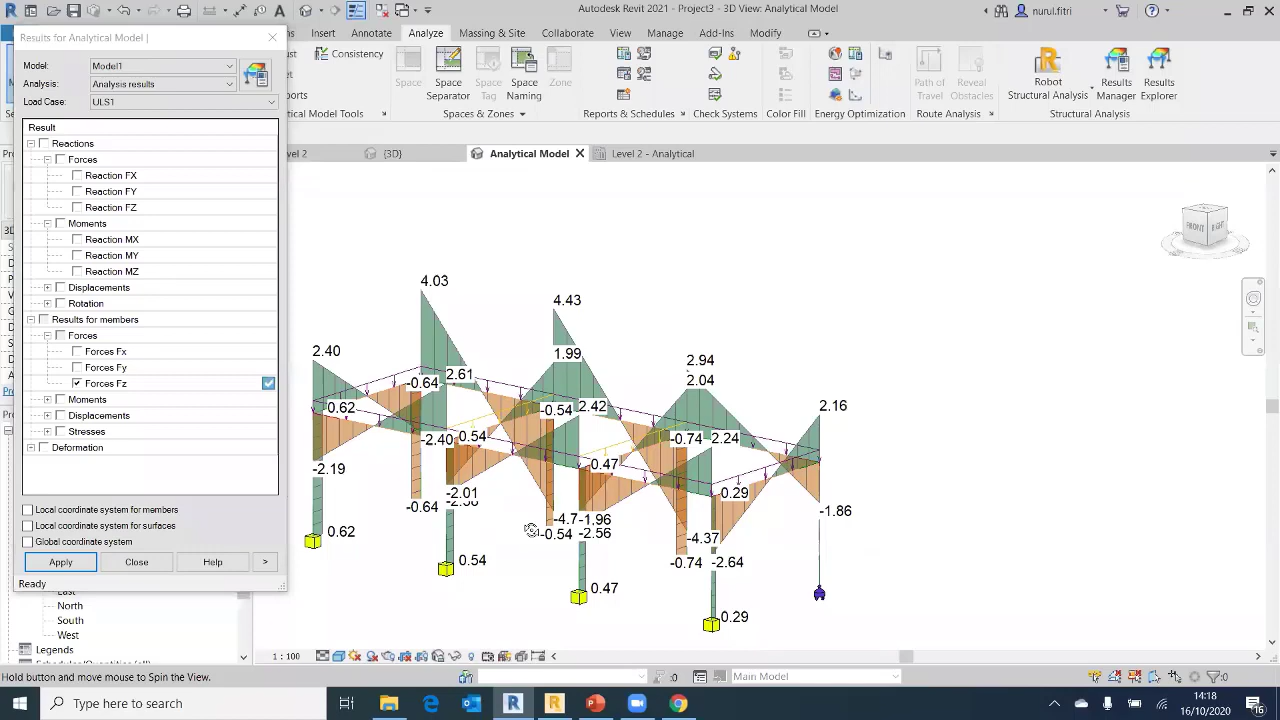 Autodesk Revit 2021 - Project3 - 3D View: Analytical Model
nurul.fitri
Insert Annotate Analyze Massing & Site Collaborate View Manage Add-Ins Modify
Results for Analytical Model |
Model: Model1
Analysis: Analysis results
Load Case: ULS1
Consistency
Space
Space Separator
Space Tag
Space Naming
Zone
Path of Travel
Reveal Obstacles
Robot Structural Analysis
Results Manager
Results Explorer
Spaces & Zones
Reports & Schedules
Check Systems
Color Fill
Energy Optimization
Route Analysis
Structural Analysis
{3D}
Analytical Model
Level 2 - Analytical
Result
Reactions
Forces
Reaction FX
Reaction FY
Reaction FZ
Moments
Reaction MX
Reaction MY
Reaction MZ
Displacements
Rotation
Results for members
Forces
Forces Fx
Forces Fy
Forces Fz
Moments
Displacements
Stresses
Deformation
Local coordinate system for members
Local coordinate system for surfaces
Global coordinate system
Apply Close Help >
Ready
East
North
South
West
Legends
FRONT RIGHT
4.03
4.43
2.40
1.99
2.94
2.04
2.61
-0.64
0.62
-0.54
2.42
2.16
-2.40
0.54
-0.74
2.24
-2.19
0.47
-2.01
0.29
-0.64
-4.7
-1.96
-1.86
0.62
-0.54
-2.56
-4.37
0.54
-0.74
-2.64
0.47
0.29
1 : 100
Hold button and move mouse to Spin the View.
:0
Main Model
:0
Type here to search
14:18
16/10/2020